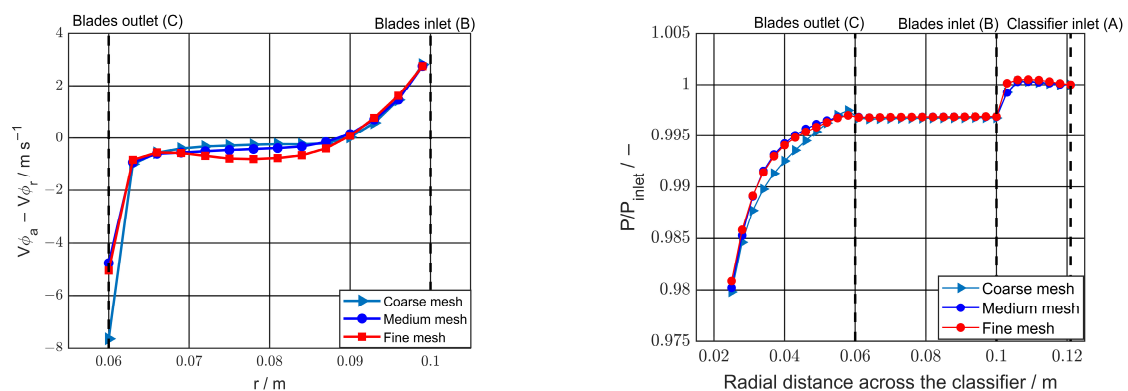 Blades outlet (C)
Blades inlet (B)
4
2
0
−2
−4
−6
−8
Vϕa − Vϕr / m s−1
0.06
0.07
0.08
0.09
0.1
r / m
Coarse mesh
Medium mesh
Fine mesh
Blades outlet (C)
Blades inlet (B)
Classifier inlet (A)
1.005
1
0.995
0.99
0.985
0.98
0.975
P/Pinlet / −
0.02
0.04
0.06
0.08
0.1
0.12
Radial distance across the classifier / m
Coarse mesh
Medium mesh
Fine mesh